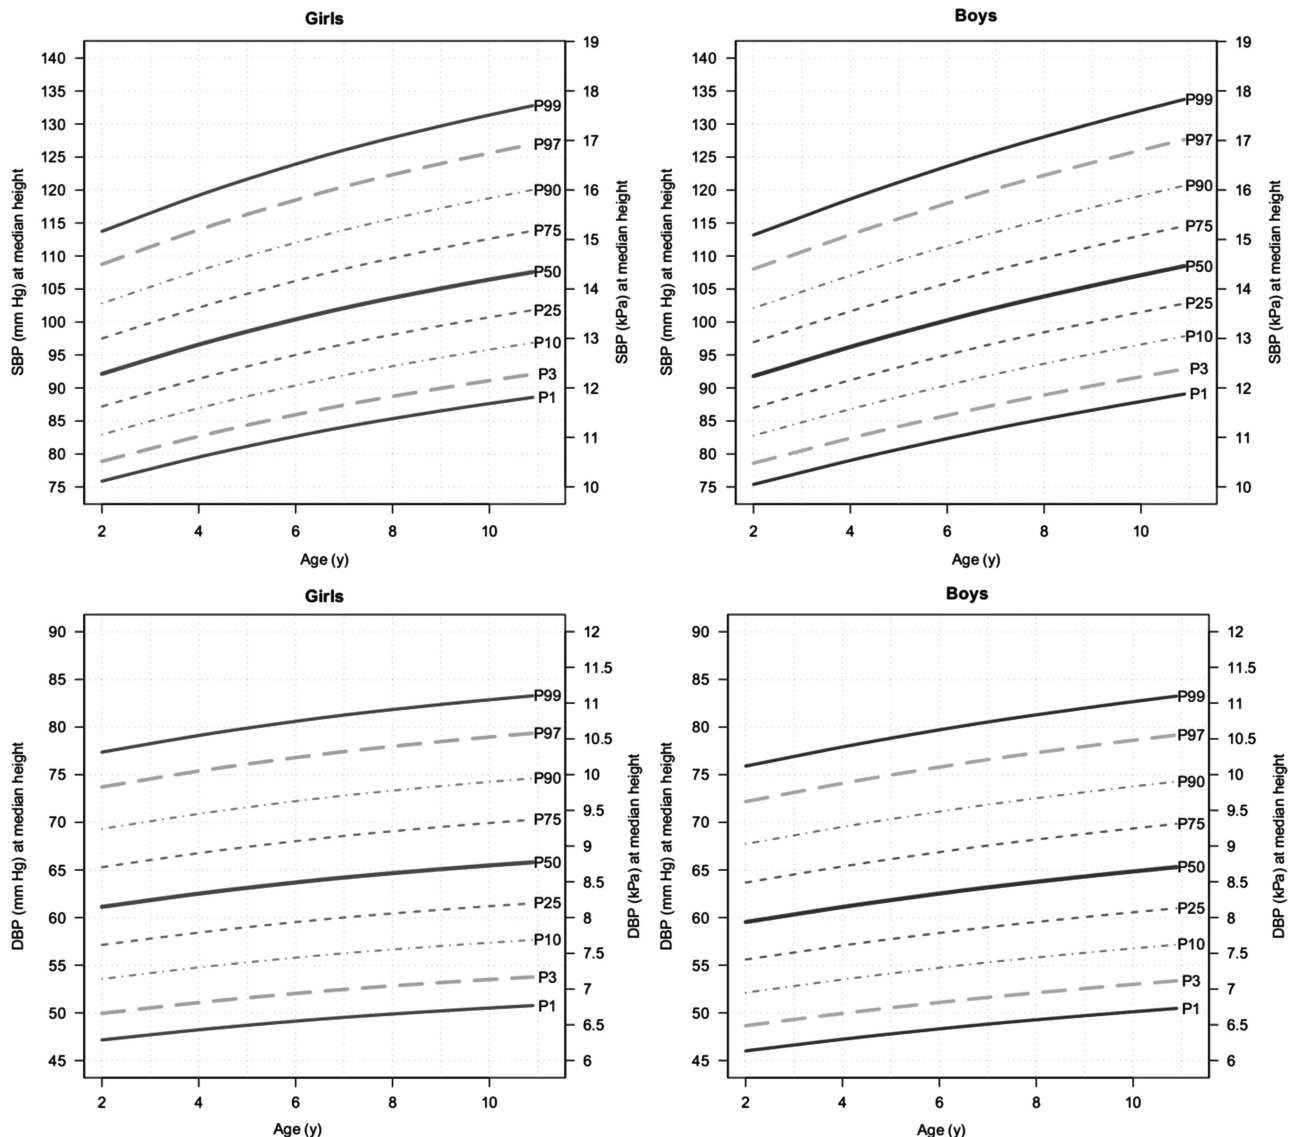 Girls
SBP (mm Hg) at median height
140
135
130
125
120
115
110
105
100
95
90
85
80
75
P99
P97
P90
P75
P50
P25
P10
P3
P1
19
18
17
16
15
14
13
12
11
10
SBP (kPa) at median height
2 4 6 8 10
Age (y)
Boys
SBP (mm Hg) at median height
140
135
130
125
120
115
110
105
100
95
90
85
80
75
P99
P97
P90
P75
P50
P25
P10
P3
P1
19
18
17
16
15
14
13
12
11
10
SBP (kPa) at median height
2 4 6 8 10
Age (y)
Girls
DBP (mm Hg) at median height
90
85
80
75
70
65
60
55
50
45
P99
P97
P90
P75
P50
P25
P10
P3
P1
12
11.5
11
10.5
10
9.5
9
8.5
8
7.5
7
6.5
6
DBP (kPa) at median height
2 4 6 8 10
Age (y)
Boys
DBP (mm Hg) at median height
90
85
80
75
70
65
60
55
50
45
P99
P97
P90
P75
P50
P25
P10
P3
P1
12
11.5
11
10.5
10
9.5
9
8.5
8
7.5
7
6.5
6
DBP (kPa) at median height
2 4 6 8 10
Age (y)